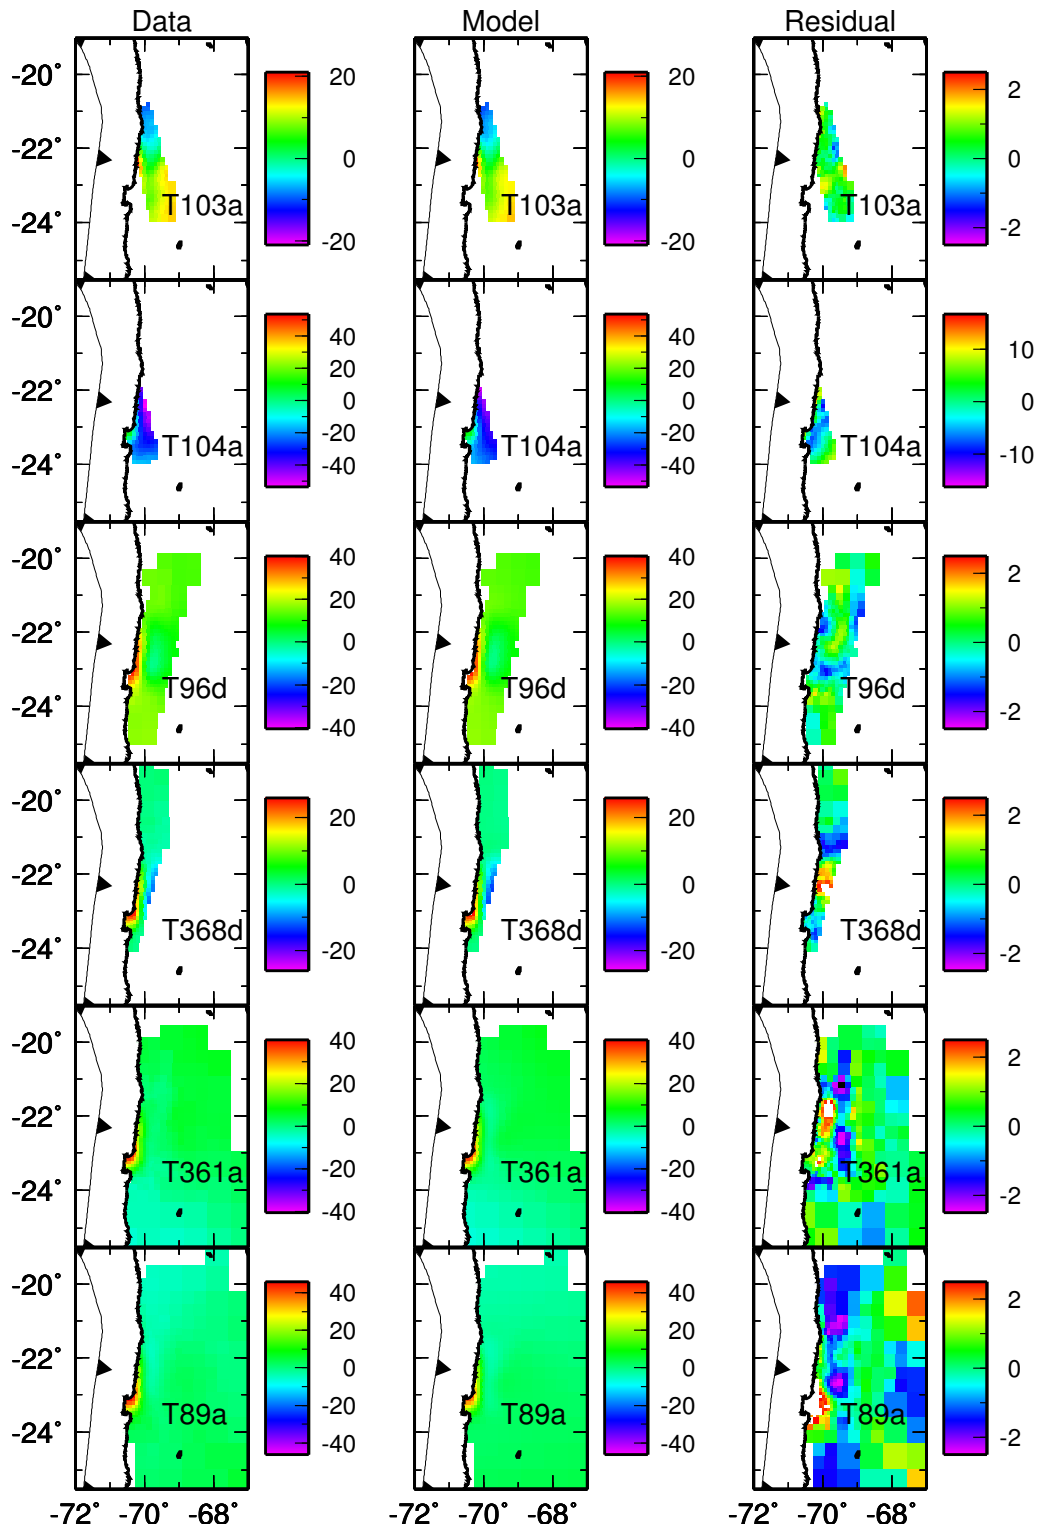 Data Model Residual
-20° 20 20 2
-22° 0 0 0
T103a T103a T103a
-24° -20 -20 -2
-20° 40 40 10
20 20
-22° 0 0 0
-20 -20
T104a T104a T104a
-24° -40 -40 -10
-20° 40 40 2
20 20
-22° 0 0 0
T96d -20 T96d -20 T96d
-24° -40 -40 -2
-20° 20 20 2
-22° 0 0 0
T368d T368d T368d
-24° -20 -20 -2
-20° 40 40 2
20 20
-22° 0 0 0
T361a -20 T361a -20 T361a
-24° -40 -40 -2
-20° 40 40 2
20 20
-22° 0 0 0
-20 -20
T89a T89a T89a
-24° -40 -40 -2
-72° -70° -68° -72° -70° -68° -72° -70° -68°